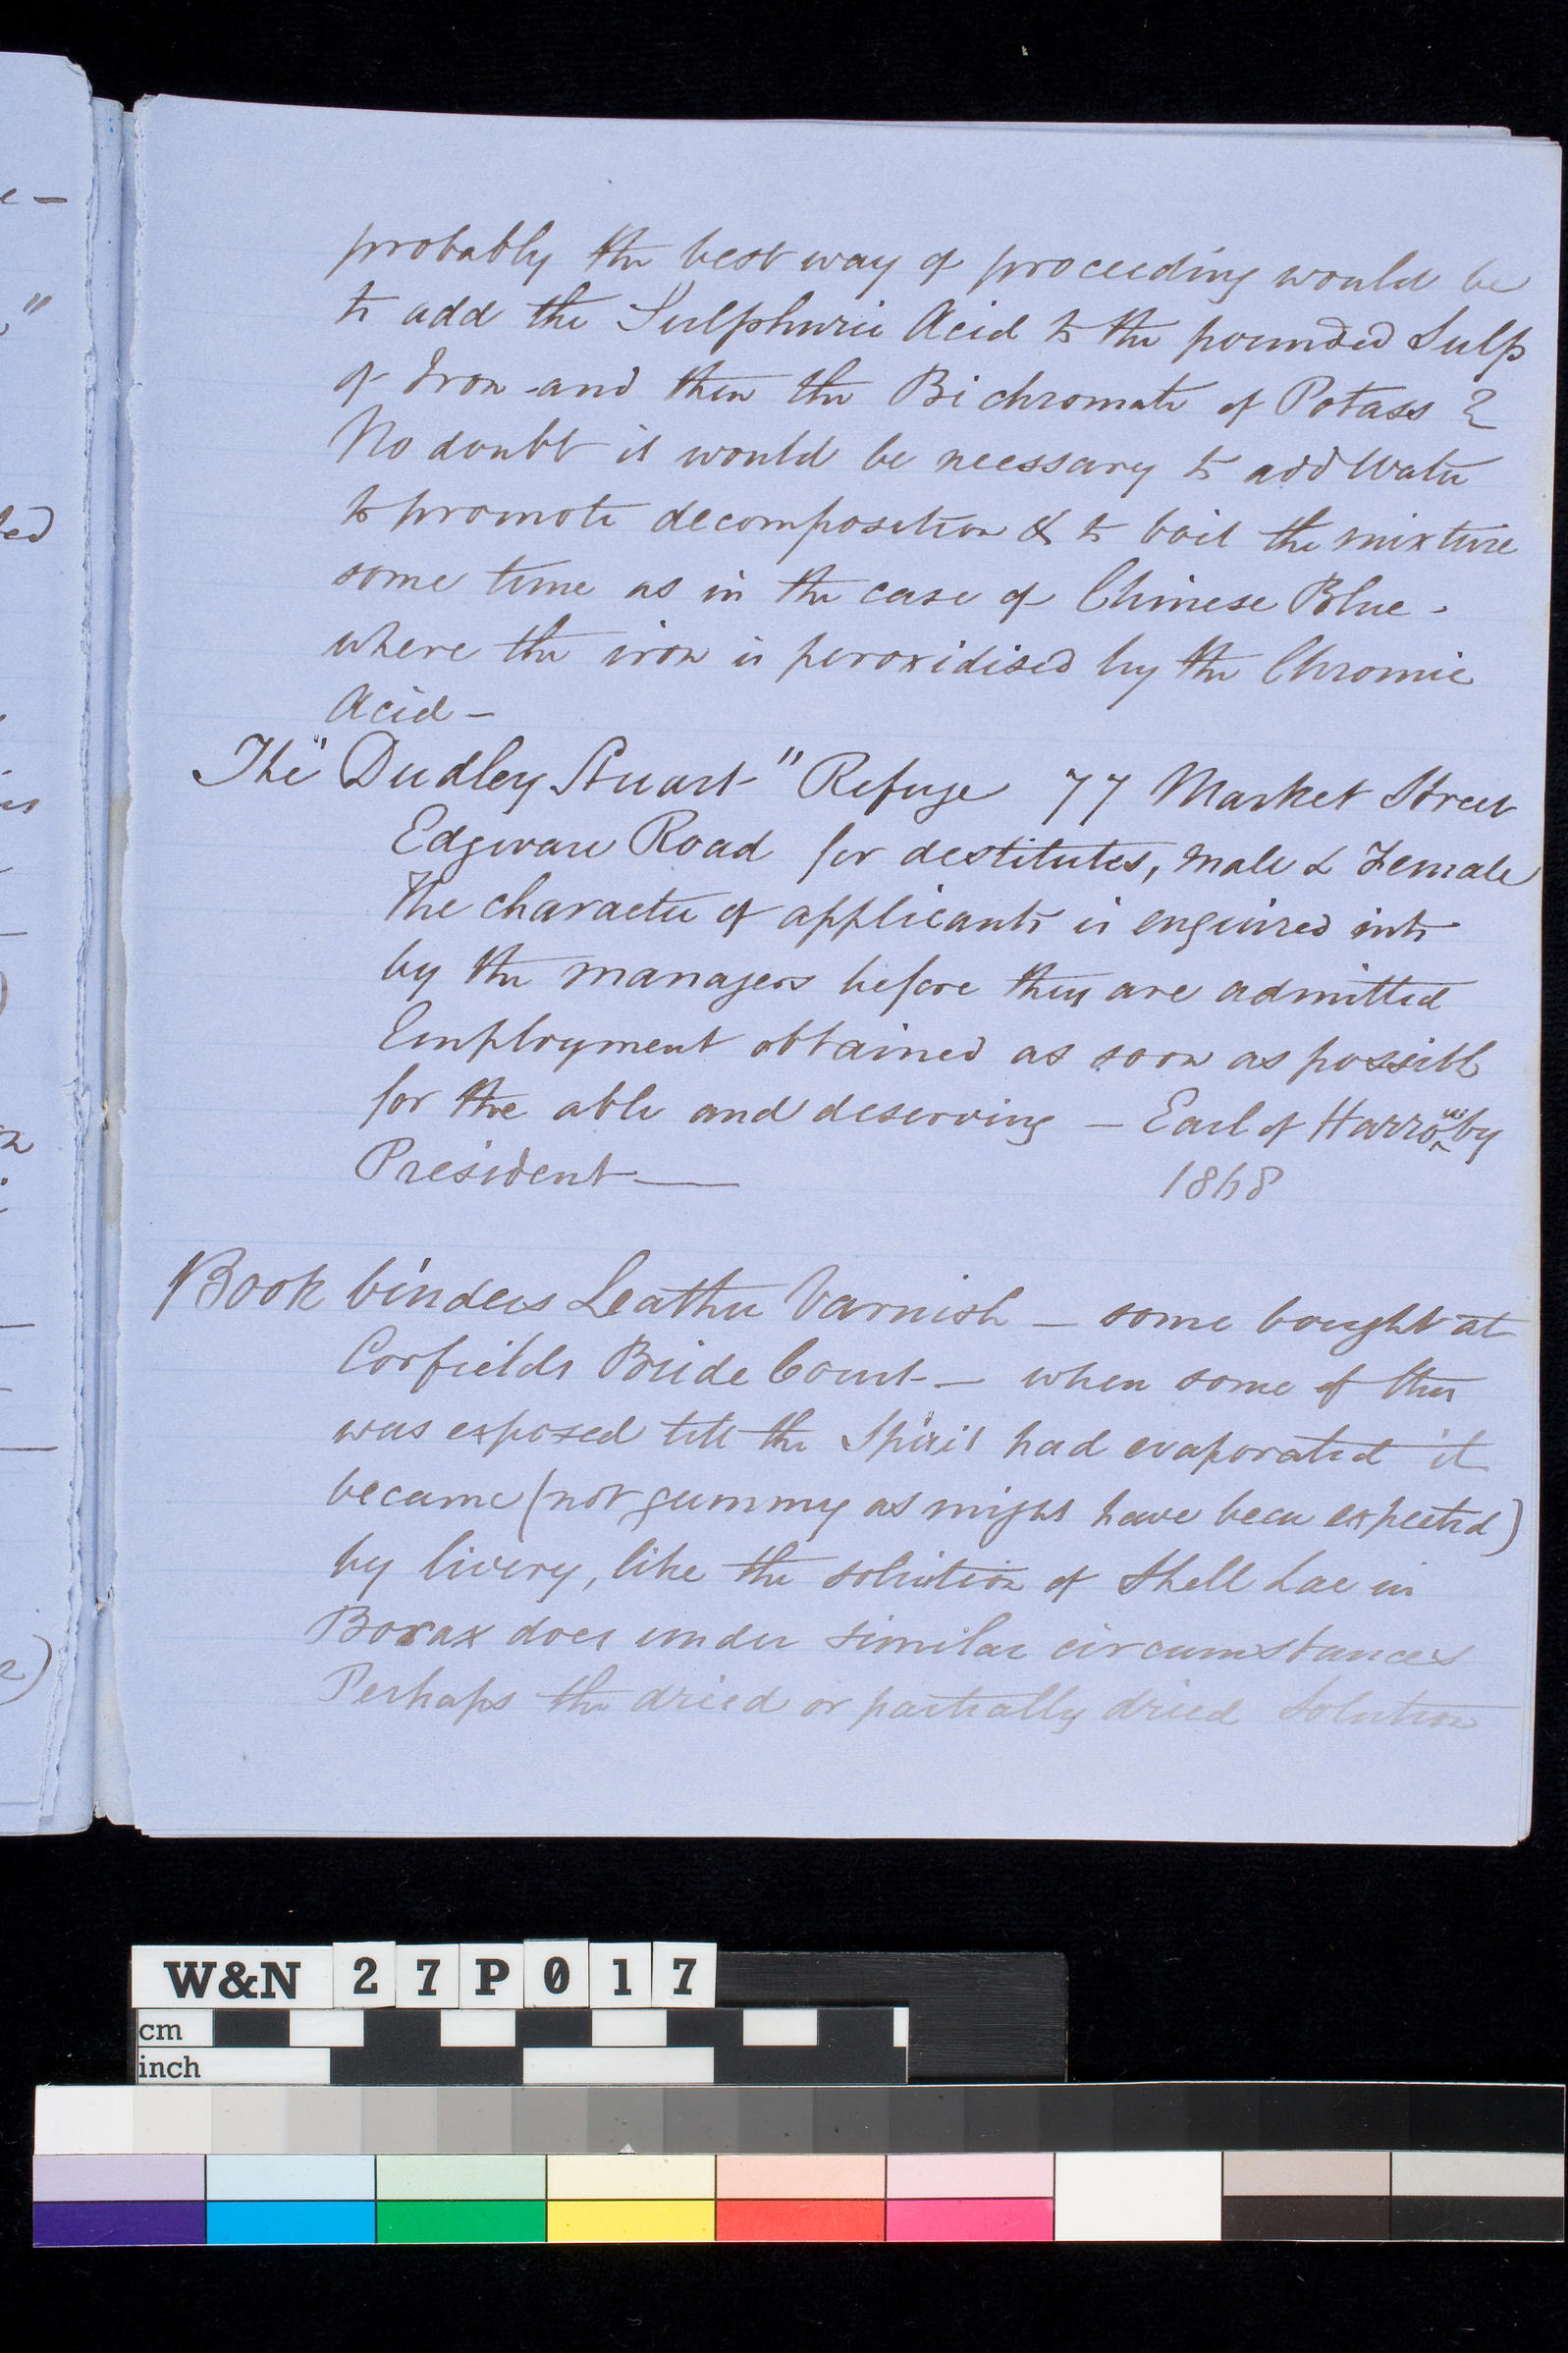 probably the best way of proceeding would be
to add the Sulphuric Acid to the pounded Sulp
of Iron and then the Bi chromate of Potass ?
No doubt it would be necessary to add Water
to promote decomposition & to boil the mixture
some time as in the case of Chinese Blue -
where the iron is peroxidised by the Chromic
Acid -
The "Dudley Stuart" Refuge 77 Market Street
Edgware Road for destitutes, Male & Female
The character of applicants is enquired into
by the managers before they are admitted
Employment obtained as soon as possible
for the able and deserving - Earl of Harrowby
President - 1868
Book binders Leather Varnish - some bought at
Corfields Bride Court - when some of this
was exposed till the Spirit had evaporated it
became (not gummy as might have been expected)
by livery, like the solution of Shell Lac in
Borax does under similar circumstances
Perhaps the dried or partially dried Solution
ed
W&N 27P017
cm
inch